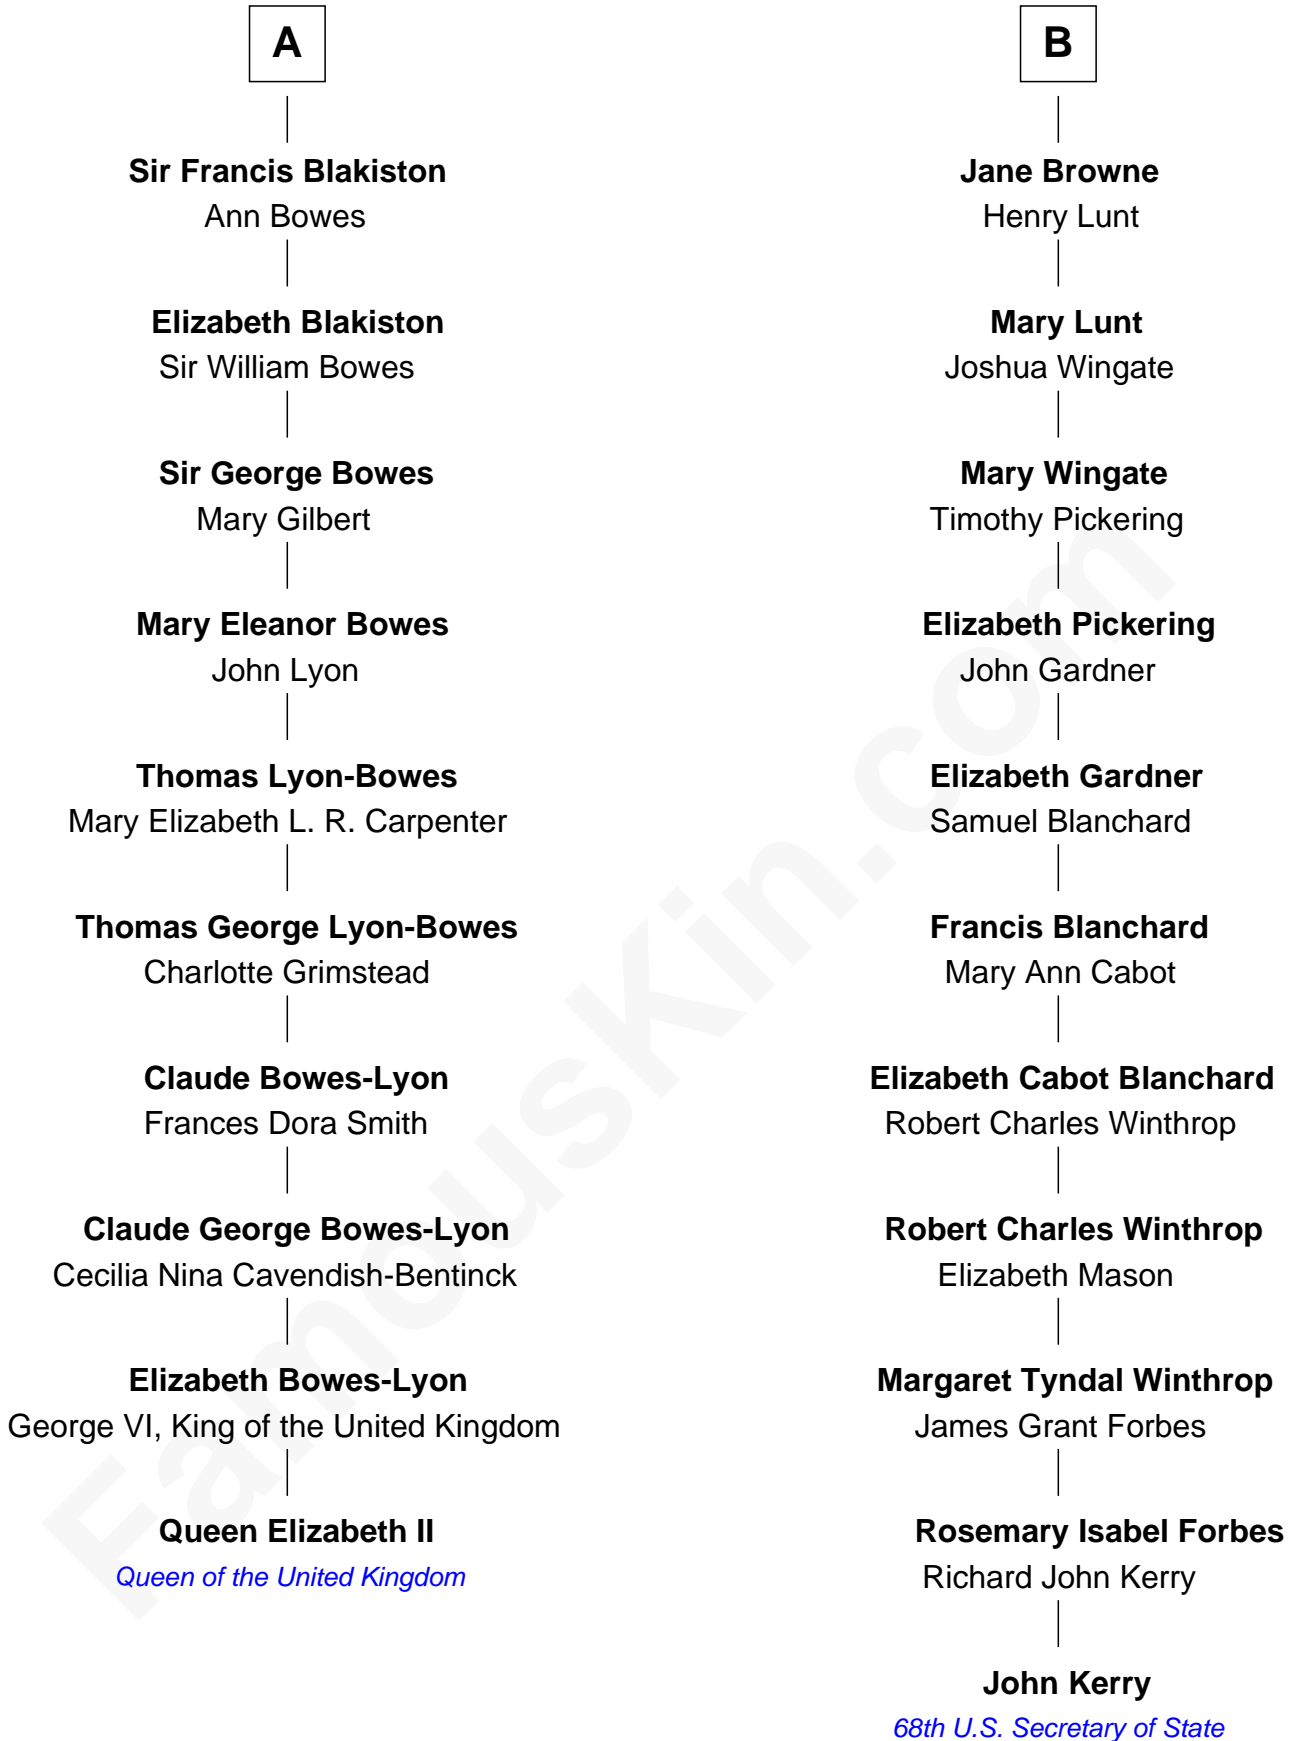 A
Sir Francis Blakiston
Ann Bowes
Elizabeth Blakiston
Sir William Bowes
Sir George Bowes
Mary Gilbert
Mary Eleanor Bowes
John Lyon
Thomas Lyon-Bowes
Mary Elizabeth L. R. Carpenter
Thomas George Lyon-Bowes
Charlotte Grimstead
Claude Bowes-Lyon
Frances Dora Smith
Claude George Bowes-Lyon
Cecilia Nina Cavendish-Bentinck
Elizabeth Bowes-Lyon
George VI, King of the United Kingdom
Queen Elizabeth II
Queen of the United Kingdom
B
Jane Browne
Henry Lunt
Mary Lunt
Joshua Wingate
Mary Wingate
Timothy Pickering
Elizabeth Pickering
John Gardner
Elizabeth Gardner
Samuel Blanchard
Francis Blanchard
Mary Ann Cabot
Elizabeth Cabot Blanchard
Robert Charles Winthrop
Robert Charles Winthrop
Elizabeth Mason
Margaret Tyndal Winthrop
James Grant Forbes
Rosemary Isabel Forbes
Richard John Kerry
John Kerry
68th U.S. Secretary of State
FamousKin.com